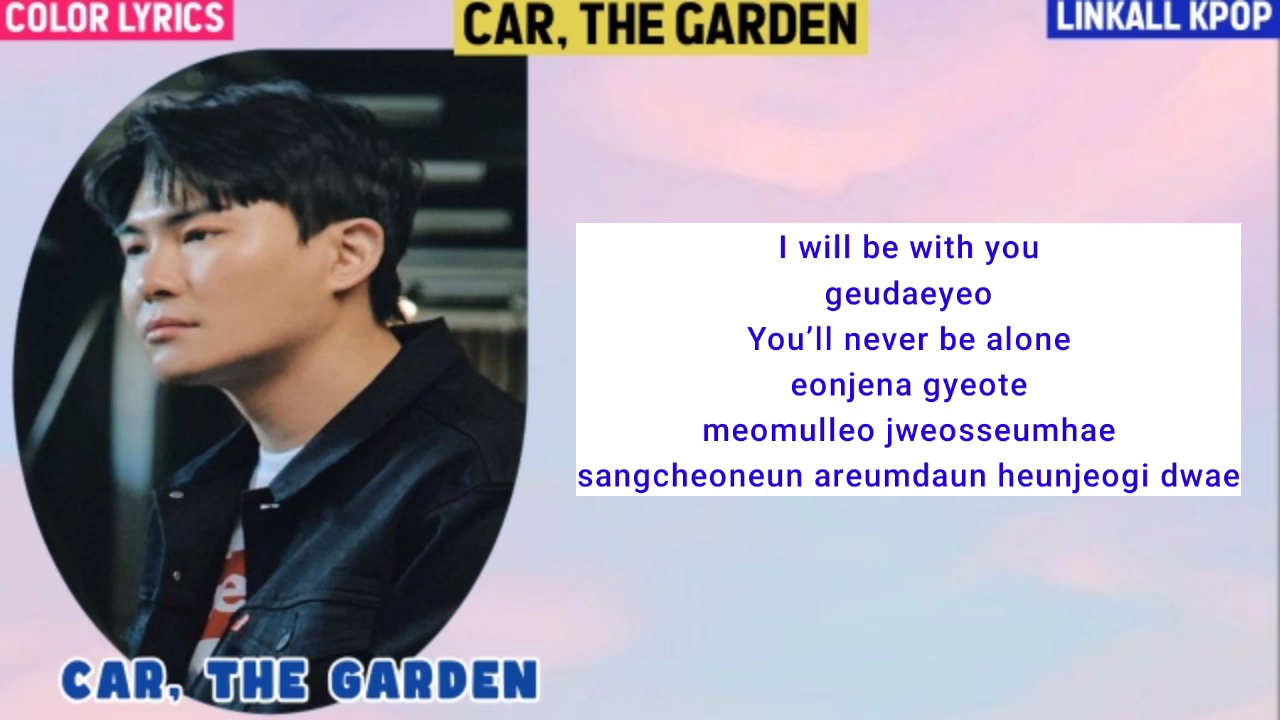 COLOR LYRICS
CAR, THE GARDEN
LINKALL KPOP
I will be with you
geudaeyeo
You’ll never be alone
eonjena gyeote
meomulleo jweosseumhae
sangcheoneun areumdaun heunjeogi dwae
CAR, THE GARDEN